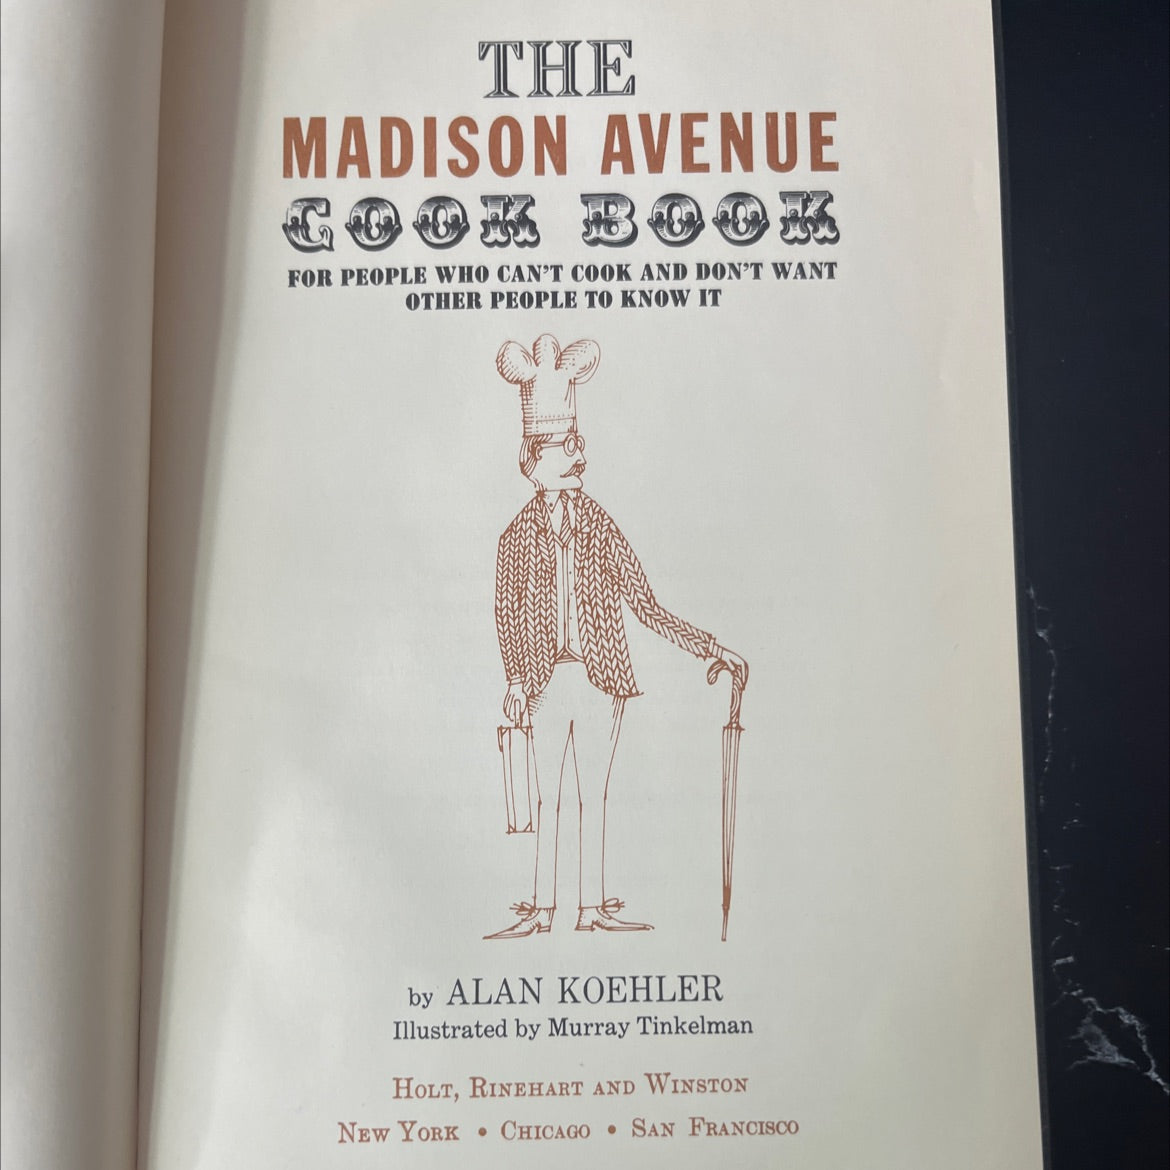 THE
MADISON AVENUE
COOK BOOK
FOR PEOPLE WHO CAN'T COOK AND DON'T WANT
OTHER PEOPLE TO KNOW IT
by ALAN KOEHLER
Illustrated by Murray Tinkelman
HOLT, RINEHART AND WINSTON
NEW YORK • CHICAGO • SAN FRANCISCO